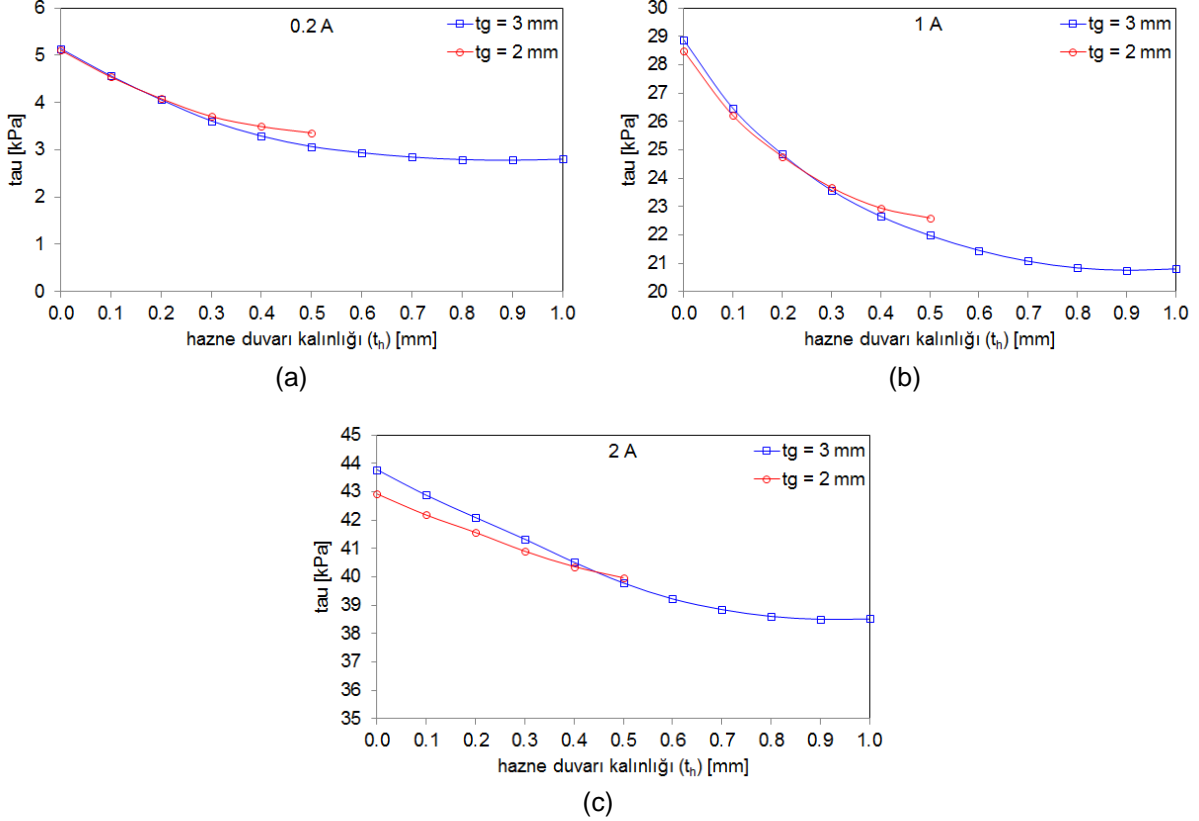 0.2 A
tg = 3 mm
tg = 2 mm
tau [kPa]
6
5
4
3
2
1
0
0.0 0.1 0.2 0.3 0.4 0.5 0.6 0.7 0.8 0.9 1.0
hazne duvarı kalınlığı (tₕ) [mm]
(a)
1 A
tg = 3 mm
tg = 2 mm
tau [kPa]
30
29
28
27
26
25
24
23
22
21
20
0.0 0.1 0.2 0.3 0.4 0.5 0.6 0.7 0.8 0.9 1.0
hazne duvarı kalınlığı (tₕ) [mm]
(b)
2 A
tg = 3 mm
tg = 2 mm
tau [kPa]
45
44
43
42
41
40
39
38
37
36
35
0.0 0.1 0.2 0.3 0.4 0.5 0.6 0.7 0.8 0.9 1.0
hazne duvarı kalınlığı (tₕ) [mm]
(c)